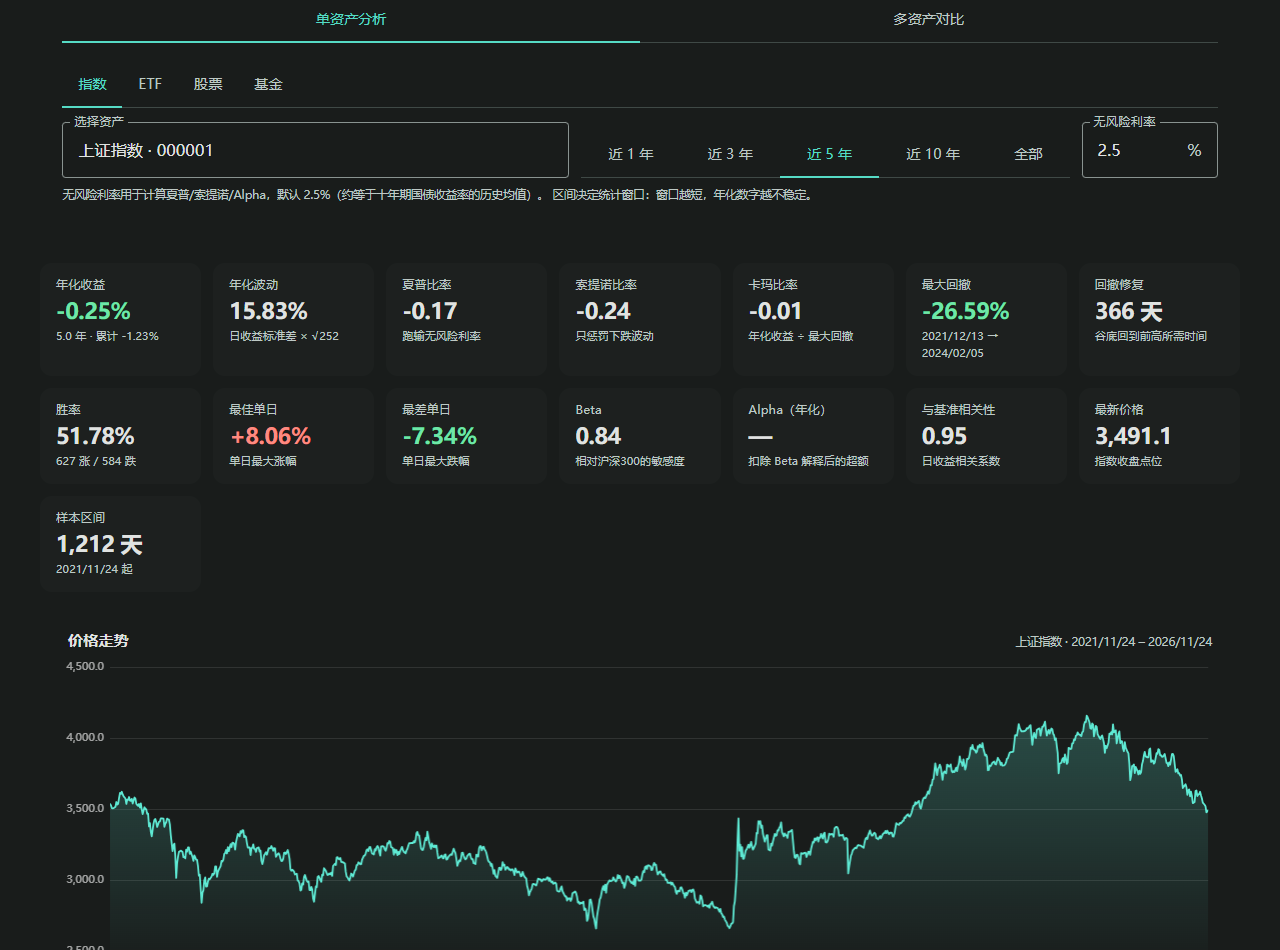 单资产分析 多资产对比
指数 ETF 股票 基金
选择资产 无风险利率
上证指数 · 000001 近 1 年 近 3 年 近 5 年 近 10 年 全部 2.5 %
无风险利率用于计算夏普/索提诺/Alpha，默认 2.5%（约等于十年期国债收益率的历史均值）。 区间决定统计窗口：窗口越短，年化数字越不稳定。
年化收益 年化波动 夏普比率 索提诺比率 卡玛比率 最大回撤 回撤修复
-0.25% 15.83% -0.17 -0.24 -0.01 -26.59% 366 天
5.0 年 · 累计 -1.23% 日收益标准差 × √252 跑输无风险利率 只惩罚下跌波动 年化收益 ÷ 最大回撤 2021/12/13 → 谷底回到前高所需时间
2024/02/05
胜率 最佳单日 最差单日 Beta Alpha（年化） 与基准相关性 最新价格
51.78% +8.06% -7.34% 0.84 — 0.95 3,491.1
627 涨 / 584 跌 单日最大涨幅 单日最大跌幅 相对沪深300的敏感度 扣除 Beta 解释后的超额 日收益相关系数 指数收盘点位
样本区间
1,212 天
2021/11/24 起
价格走势 上证指数 · 2021/11/24 – 2026/11/24
4,500.0
4,000.0
3,500.0
3,000.0
2,500.0